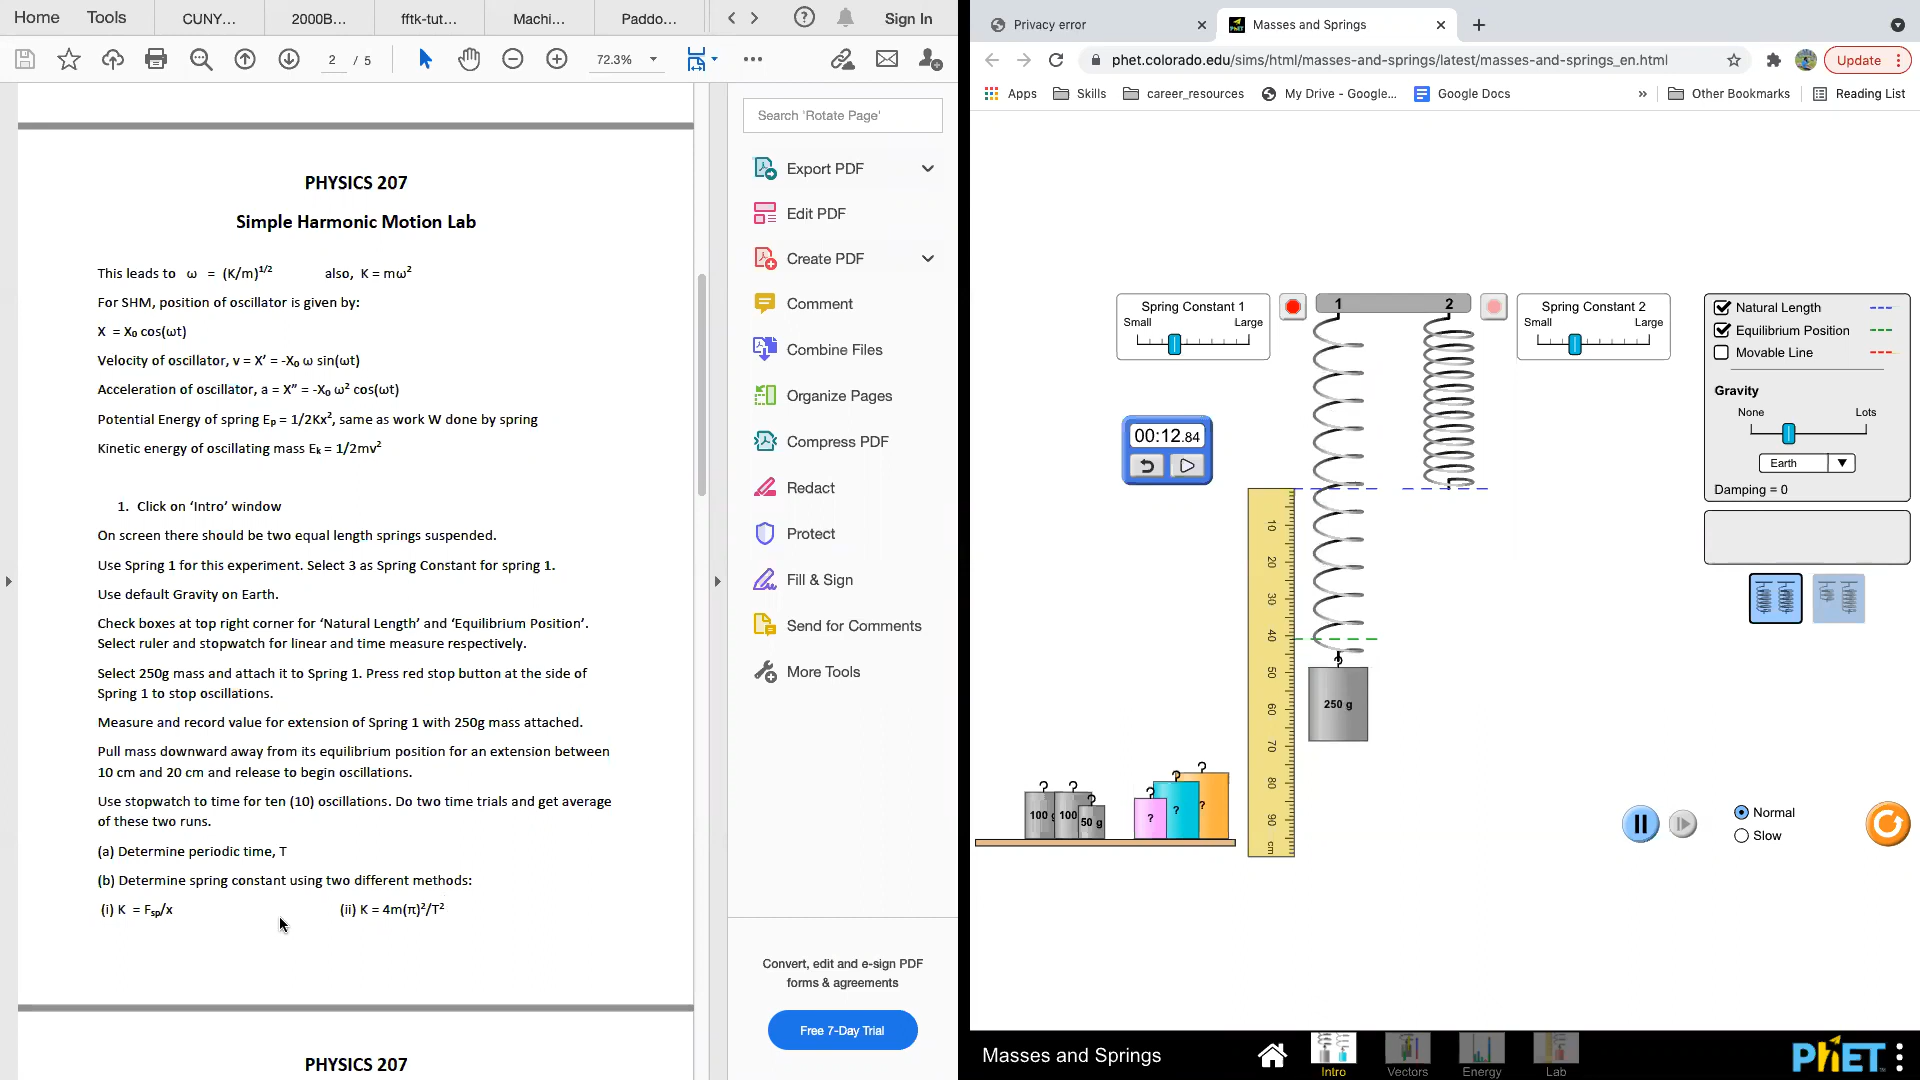 Home Tools CUNY... 2000B... fftk-tut... Machi... Paddo... Sign In
2 / 5 72.3%
PHYSICS 207
Simple Harmonic Motion Lab
This leads to ω = (K/m)^1/2 also, K = mω²
For SHM, position of oscillator is given by:
X = X₀ cos(ωt)
Velocity of oscillator, v = X’ = -X₀ ω sin(ωt)
Acceleration of oscillator, a = X” = -X₀ ω² cos(ωt)
Potential Energy of spring Eₚ = 1/2Kx², same as work W done by spring
Kinetic energy of oscillating mass Eₖ = 1/2mv²
1. Click on ‘Intro’ window
On screen there should be two equal length springs suspended.
Use Spring 1 for this experiment. Select 3 as Spring Constant for spring 1.
Use default Gravity on Earth.
Check boxes at top right corner for ‘Natural Length’ and ‘Equilibrium Position’.
Select ruler and stopwatch for linear and time measure respectively.
Select 250g mass and attach it to Spring 1. Press red stop button at the side of
Spring 1 to stop oscillations.
Measure and record value for extension of Spring 1 with 250g mass attached.
Pull mass downward away from its equilibrium position for an extension between
10 cm and 20 cm and release to begin oscillations.
Use stopwatch to time for ten (10) oscillations. Do two time trials and get average
of these two runs.
(a) Determine periodic time, T
(b) Determine spring constant using two different methods:
(i) K = Fsp/x (ii) K = 4m(π)²/T²
PHYSICS 207
Search 'Rotate Page'
Export PDF
Edit PDF
Create PDF
Comment
Combine Files
Organize Pages
Compress PDF
Redact
Protect
Fill & Sign
Send for Comments
More Tools
Convert, edit and e-sign PDF
forms & agreements
Free 7-Day Trial
Privacy error Masses and Springs
phet.colorado.edu/sims/html/masses-and-springs/latest/masses-and-springs_en.html Update
Apps Skills career_resources My Drive - Google... Google Docs » Other Bookmarks Reading List
Spring Constant 1
Small Large
1 2
Spring Constant 2
Small Large
Natural Length
Equilibrium Position
Movable Line
Gravity
None Lots
Earth
Damping = 0
00:12.84
10
20
30
40
50
60
70
80
90
cm
250 g
100 g 100 50 g ? ? ?
Normal
Slow
Masses and Springs
Intro Vectors Energy Lab
PhET